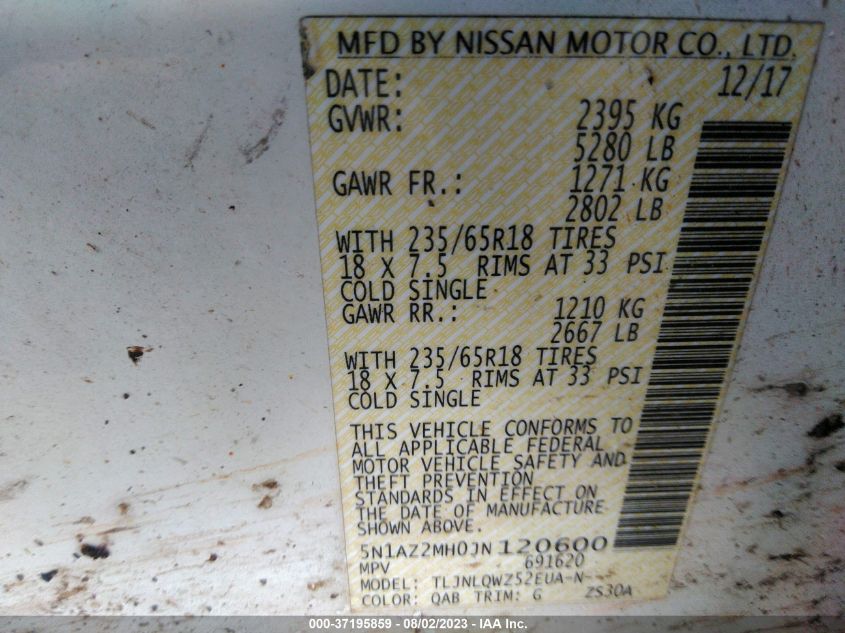 MFD BY NISSAN MOTOR CO., LTD.
DATE: 12/17
GVWR: 2395 KG
5280 LB
GAWR FR.: 1271 KG
2802 LB
WITH 235/65R18 TIRES
18 X 7.5 RIMS AT 33 PSI
COLD SINGLE
GAWR RR.: 1210 KG
2667 LB
WITH 235/65R18 TIRES
18 X 7.5 RIMS AT 33 PSI
COLD SINGLE
THIS VEHICLE CONFORMS TO
ALL APPLICABLE FEDERAL
MOTOR VEHICLE SAFETY AND
THEFT PREVENTION
STANDARDS IN EFFECT ON
THE DATE OF MANUFACTURE
SHOWN ABOVE.
5N1AZ2MH0JN120600
MPV 691620
MODEL: TLJNLQWZ52EUA-N---
COLOR: QAB TRIM: G ZS30A
000-37195859 - 08/02/2023 - IAA Inc.